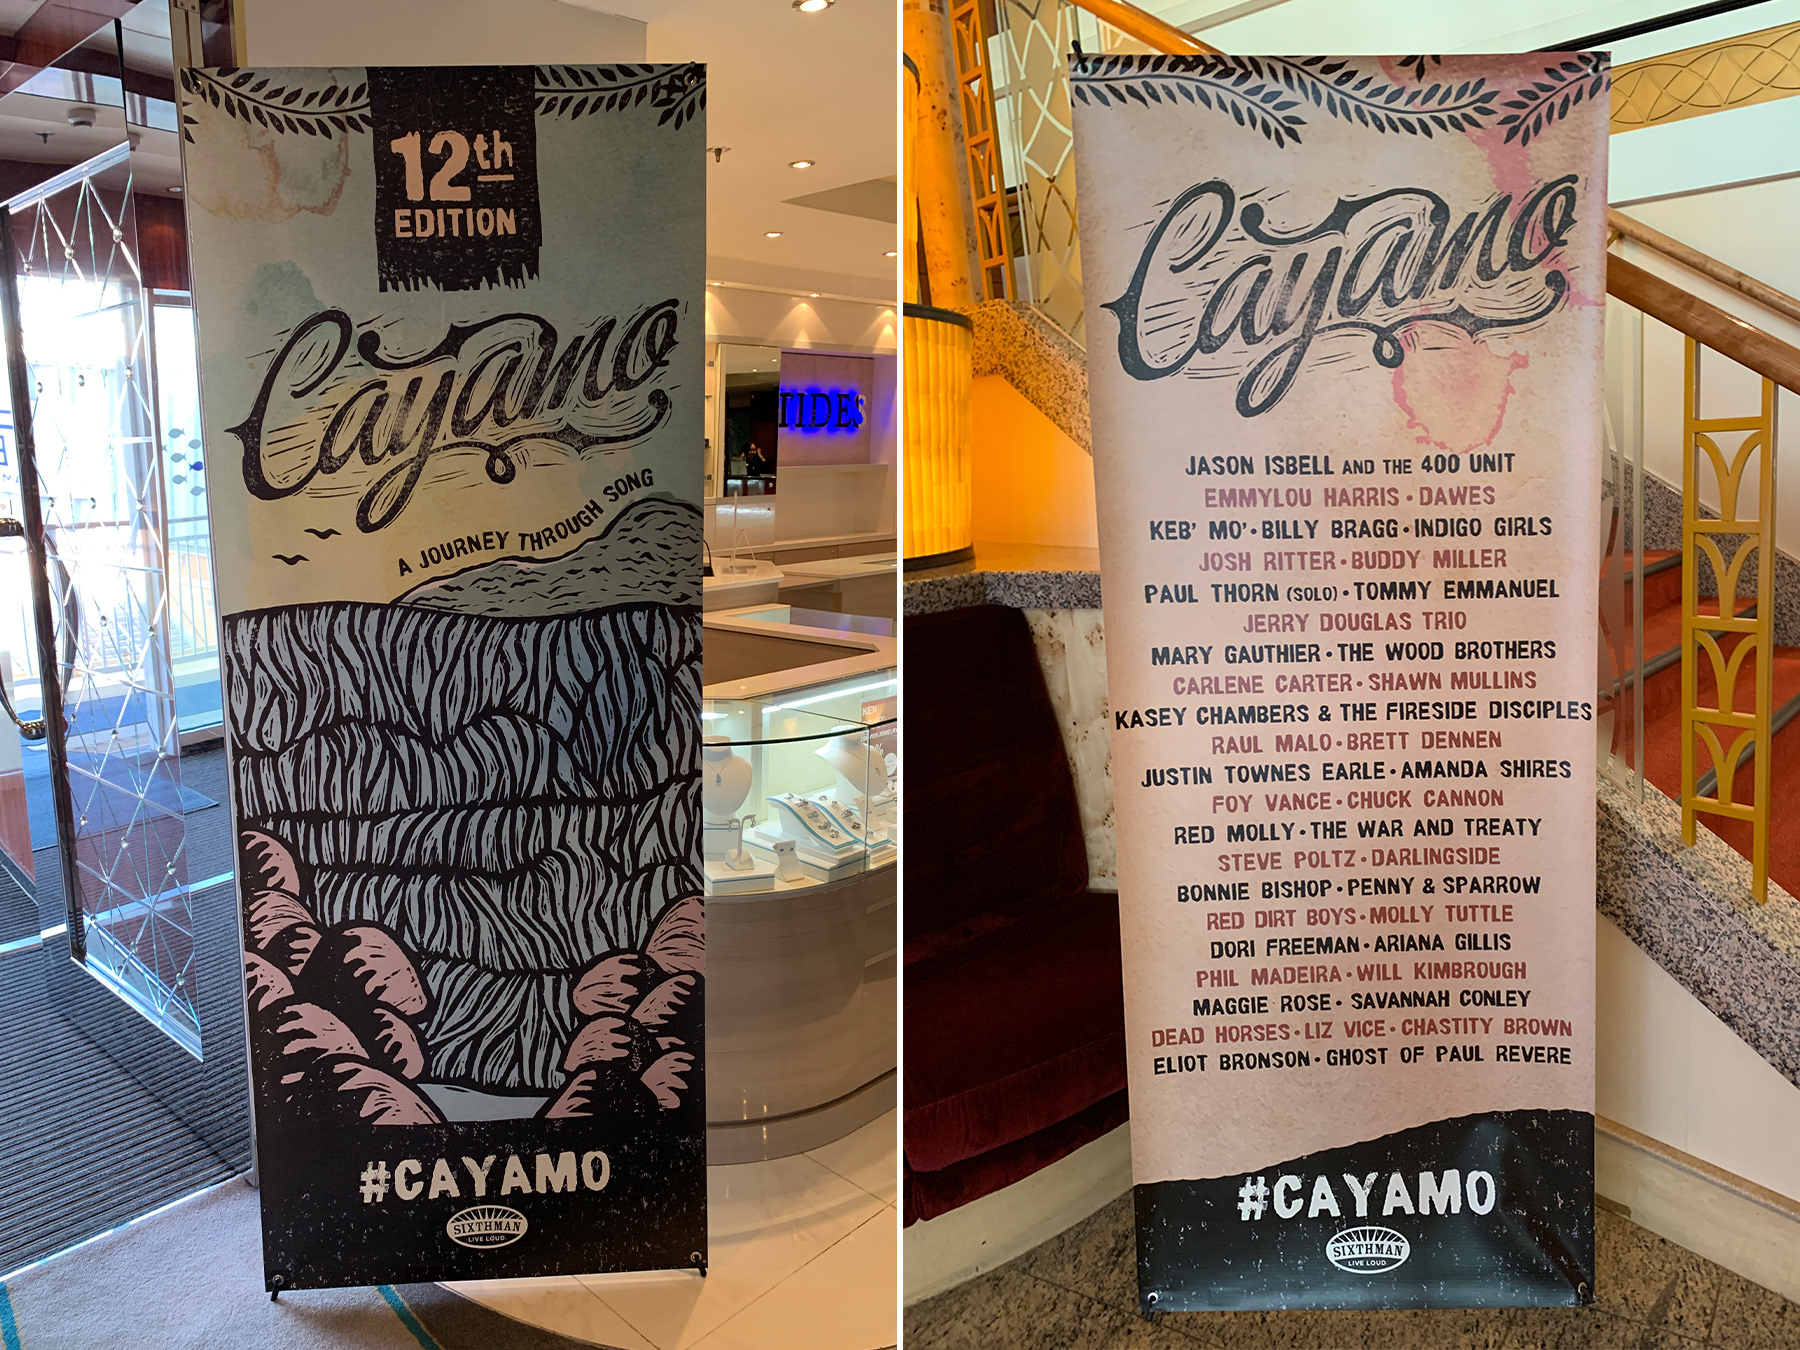 12th
EDITION
Cayamo
A JOURNEY THROUGH SONG
TIDES
KEN
#CAYAMO
SIXTHMAN
LIVE LOUD.
Cayamo
JASON ISBELL AND THE 400 UNIT
EMMYLOU HARRIS • DAWES
KEB' MO' • BILLY BRAGG • INDIGO GIRLS
JOSH RITTER • BUDDY MILLER
PAUL THORN (SOLO) • TOMMY EMMANUEL
JERRY DOUGLAS TRIO
MARY GAUTHIER • THE WOOD BROTHERS
CARLENE CARTER • SHAWN MULLINS
KASEY CHAMBERS & THE FIRESIDE DISCIPLES
RAUL MALO • BRETT DENNEN
JUSTIN TOWNES EARLE • AMANDA SHIRES
FOY VANCE • CHUCK CANNON
RED MOLLY • THE WAR AND TREATY
STEVE POLTZ • DARLINGSIDE
BONNIE BISHOP • PENNY & SPARROW
RED DIRT BOYS • MOLLY TUTTLE
DORI FREEMAN • ARIANA GILLIS
PHIL MADEIRA • WILL KIMBROUGH
MAGGIE ROSE • SAVANNAH CONLEY
DEAD HORSES • LIZ VICE • CHASTITY BROWN
ELIOT BRONSON • GHOST OF PAUL REVERE
#CAYAMO
SIXTHMAN
LIVE LOUD.